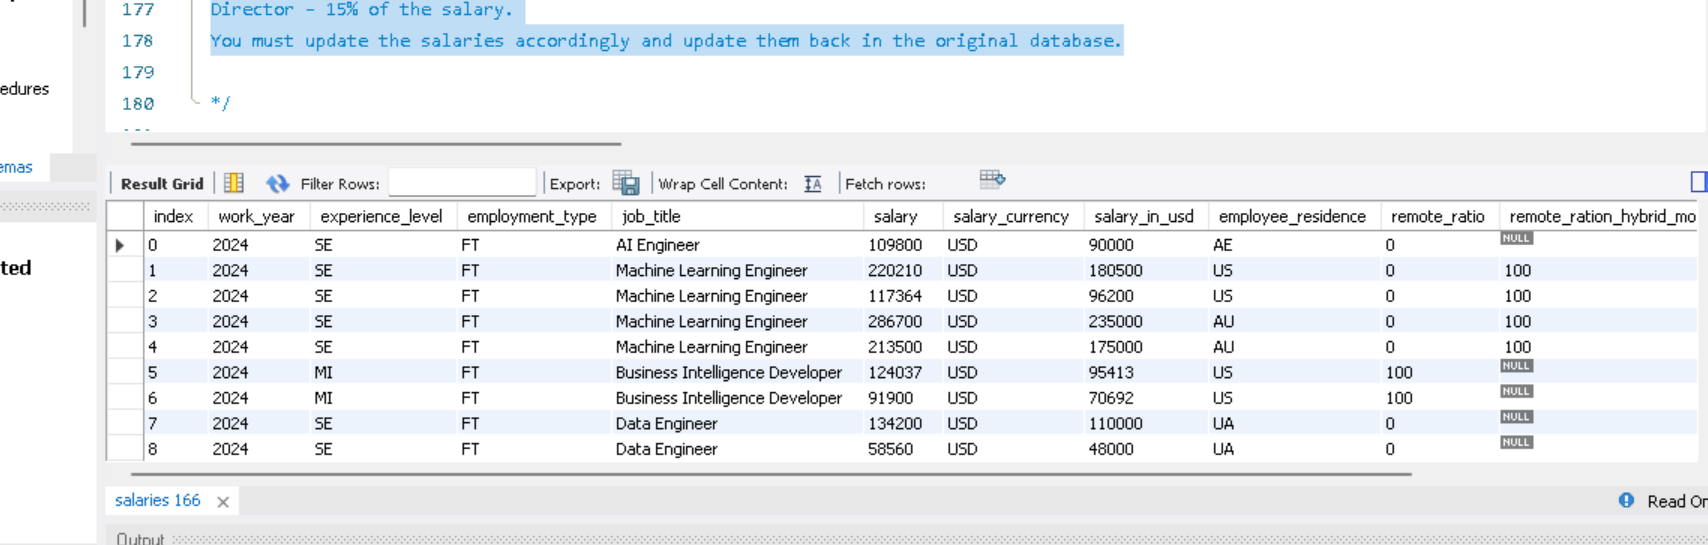 177 Director – 15% of the salary.
178 You must update the salaries accordingly and update them back in the original database.
179
180 */
edures
emas
ted
Result Grid Filter Rows: Export: Wrap Cell Content: Fetch rows:
index work_year experience_level employment_type job_title salary salary_currency salary_in_usd employee_residence remote_ratio remote_ration_hybrid_mo
0 2024 SE FT AI Engineer 109800 USD 90000 AE 0 NULL
1 2024 SE FT Machine Learning Engineer 220210 USD 180500 US 0 100
2 2024 SE FT Machine Learning Engineer 117364 USD 96200 US 0 100
3 2024 SE FT Machine Learning Engineer 286700 USD 235000 AU 0 100
4 2024 SE FT Machine Learning Engineer 213500 USD 175000 AU 0 100
5 2024 MI FT Business Intelligence Developer 124037 USD 95413 US 100 NULL
6 2024 MI FT Business Intelligence Developer 91900 USD 70692 US 100 NULL
7 2024 SE FT Data Engineer 134200 USD 110000 UA 0 NULL
8 2024 SE FT Data Engineer 58560 USD 48000 UA 0 NULL
salaries 166 Read Or
Output